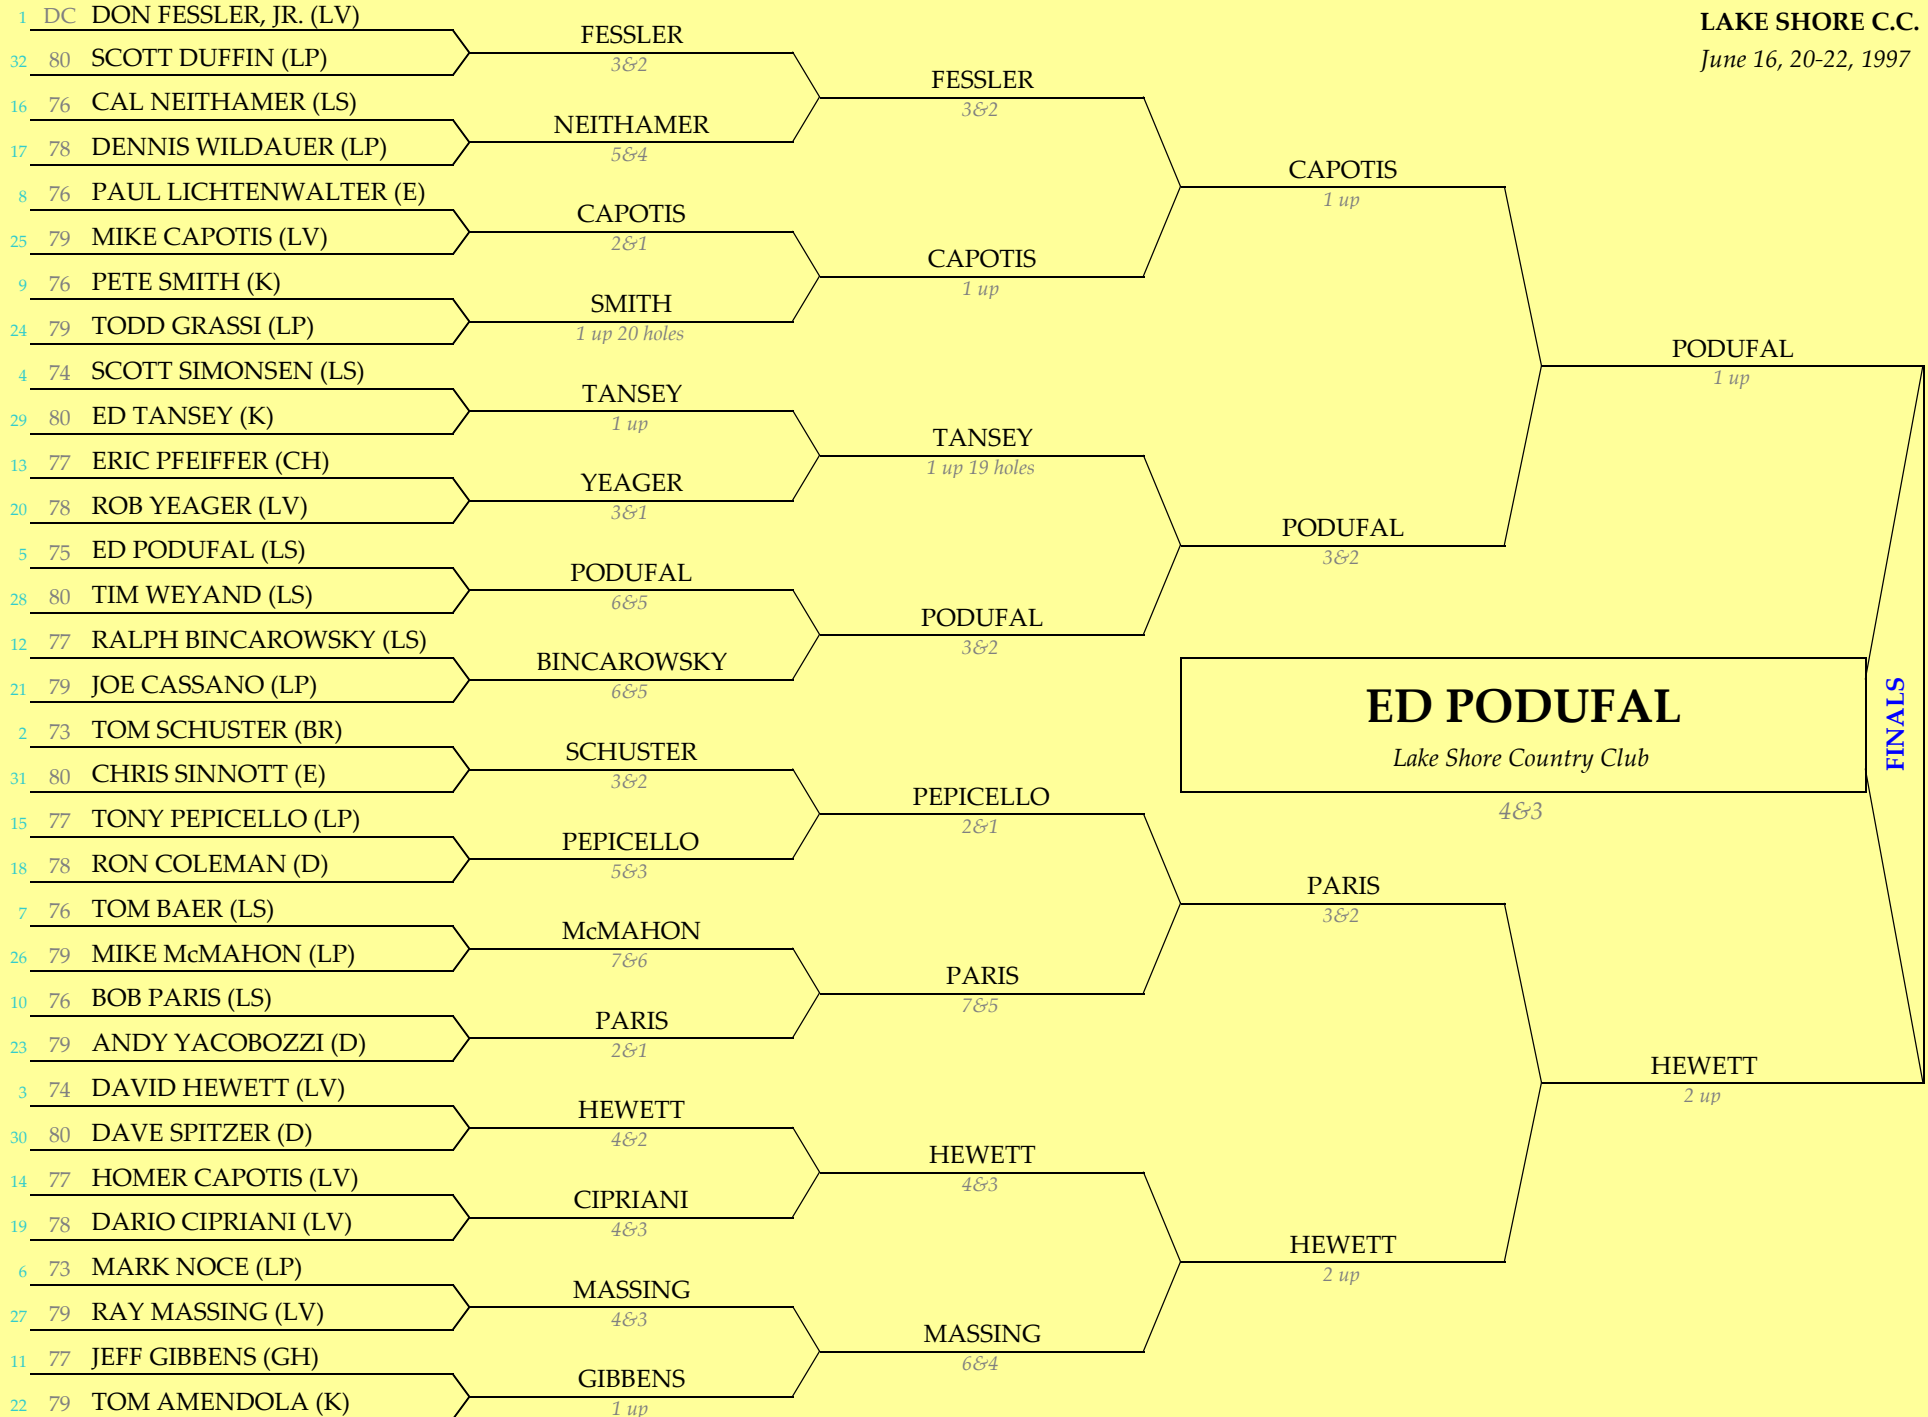 LAKE SHORE C.C.
June 16, 20-22, 1997
1 DC DON FESSLER, JR. (LV)
32 80 SCOTT DUFFIN (LP)
16 76 CAL NEITHAMER (LS)
17 78 DENNIS WILDAUER (LP)
8 76 PAUL LICHTENWALTER (E)
25 79 MIKE CAPOTIS (LV)
9 76 PETE SMITH (K)
24 79 TODD GRASSI (LP)
4 74 SCOTT SIMONSEN (LS)
29 80 ED TANSEY (K)
13 77 ERIC PFEIFFER (CH)
20 78 ROB YEAGER (LV)
5 75 ED PODUFAL (LS)
28 80 TIM WEYAND (LS)
12 77 RALPH BINCAROWSKY (LS)
21 79 JOE CASSANO (LP)
2 73 TOM SCHUSTER (BR)
31 80 CHRIS SINNOTT (E)
15 77 TONY PEPICELLO (LP)
18 78 RON COLEMAN (D)
7 76 TOM BAER (LS)
26 79 MIKE McMAHON (LP)
10 76 BOB PARIS (LS)
23 79 ANDY YACOBOZZI (D)
3 74 DAVID HEWETT (LV)
30 80 DAVE SPITZER (D)
14 77 HOMER CAPOTIS (LV)
19 78 DARIO CIPRIANI (LV)
6 73 MARK NOCE (LP)
27 79 RAY MASSING (LV)
11 77 JEFF GIBBENS (GH)
22 79 TOM AMENDOLA (K)
FESSLER
3&2
NEITHAMER
5&4
CAPOTIS
2&1
SMITH
1 up 20 holes
TANSEY
1 up
YEAGER
3&1
PODUFAL
6&5
BINCAROWSKY
6&5
SCHUSTER
3&2
PEPICELLO
5&3
McMAHON
7&6
PARIS
2&1
HEWETT
4&2
CIPRIANI
4&3
MASSING
4&3
GIBBENS
1 up
FESSLER
3&2
CAPOTIS
1 up
TANSEY
1 up 19 holes
PODUFAL
3&2
PEPICELLO
2&1
PARIS
7&5
HEWETT
4&3
MASSING
6&4
CAPOTIS
1 up
PODUFAL
3&2
PARIS
3&2
HEWETT
2 up
PODUFAL
1 up
HEWETT
2 up
ED PODUFAL
Lake Shore Country Club
4&3
FINALS